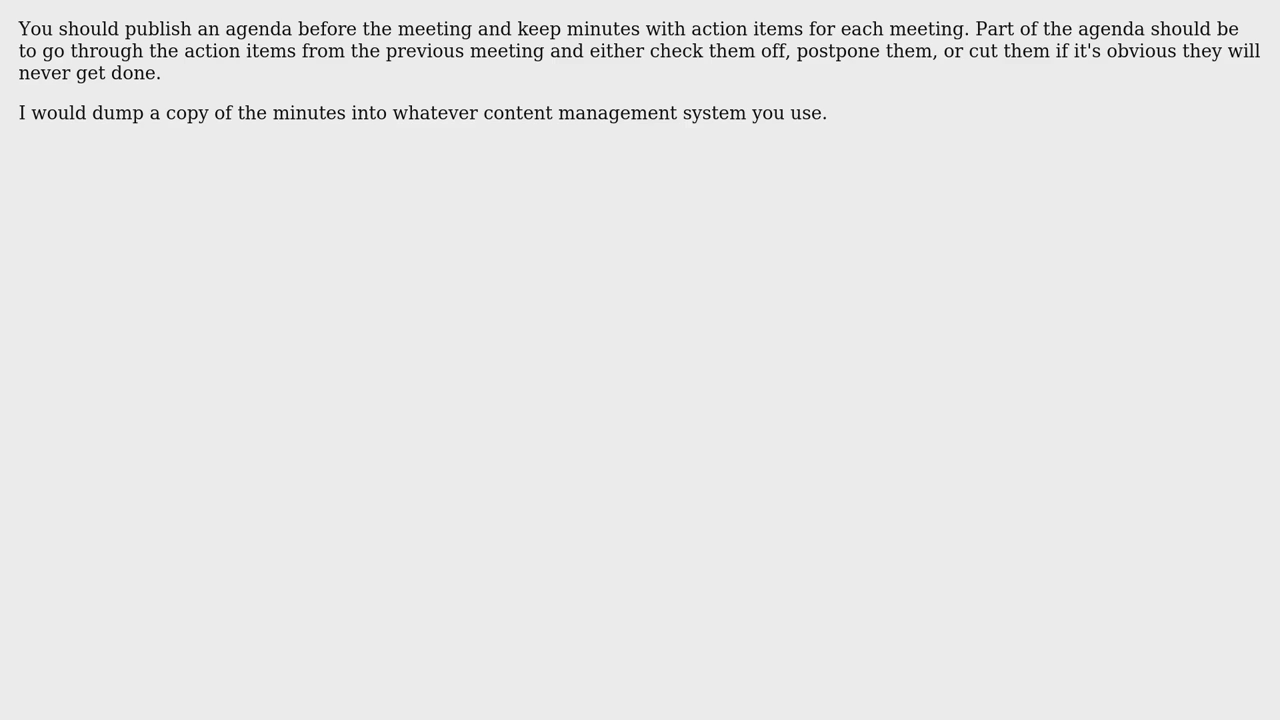 You should publish an agenda before the meeting and keep minutes with action items for each meeting. Part of the agenda should be
to go through the action items from the previous meeting and either check them off, postpone them, or cut them if it's obvious they will
never get done.
I would dump a copy of the minutes into whatever content management system you use.